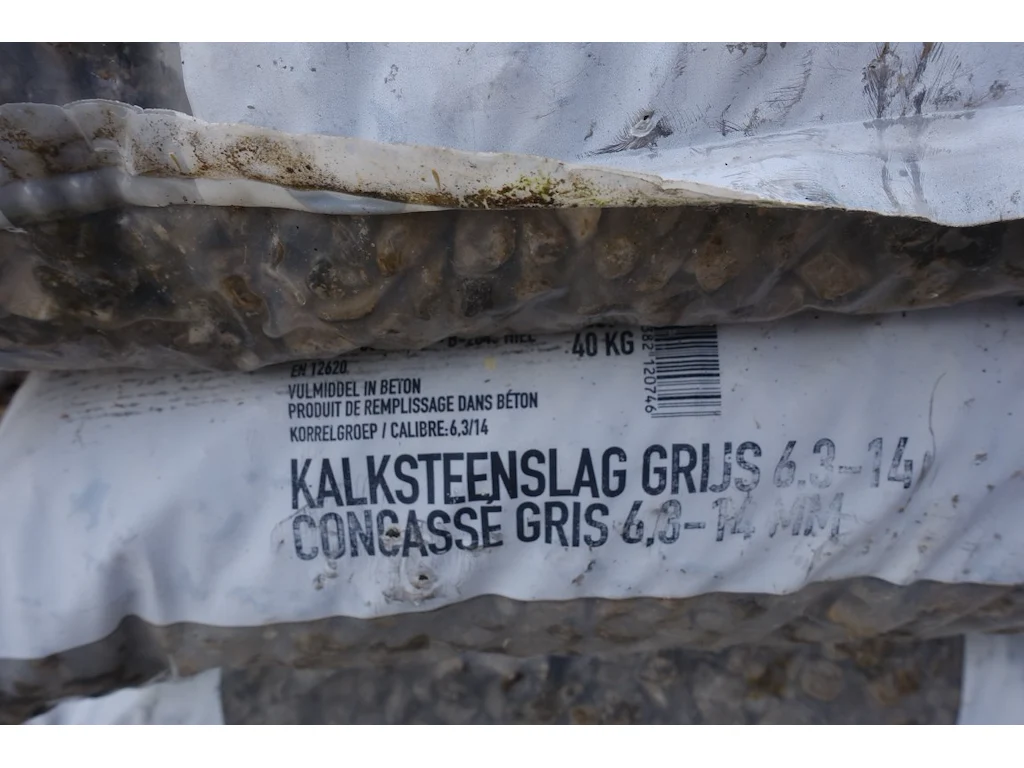 40 KG
EN 12620
VULMIDDEL IN BETON
PRODUIT DE REMPLISSAGE DANS BÉTON
KORRELGROEP / CALIBRE:6,3/14
KALKSTEENSLAG GRIJS 6.3-14
CONCASSÉ GRIS 6,3-14 MM
120746